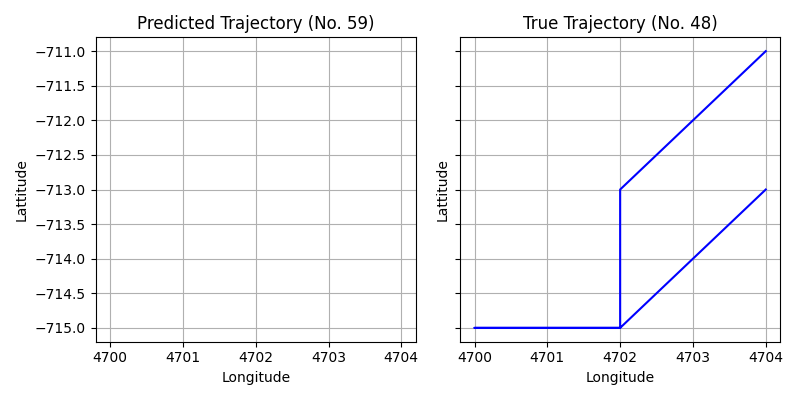 Predicted Trajectory (No. 59)
True Trajectory (No. 48)
Lattitude
−711.0
−711.5
−712.0
−712.5
−713.0
−713.5
−714.0
−714.5
−715.0
4700 4701 4702 4703 4704
Longitude
Lattitude
4700 4701 4702 4703 4704
Longitude